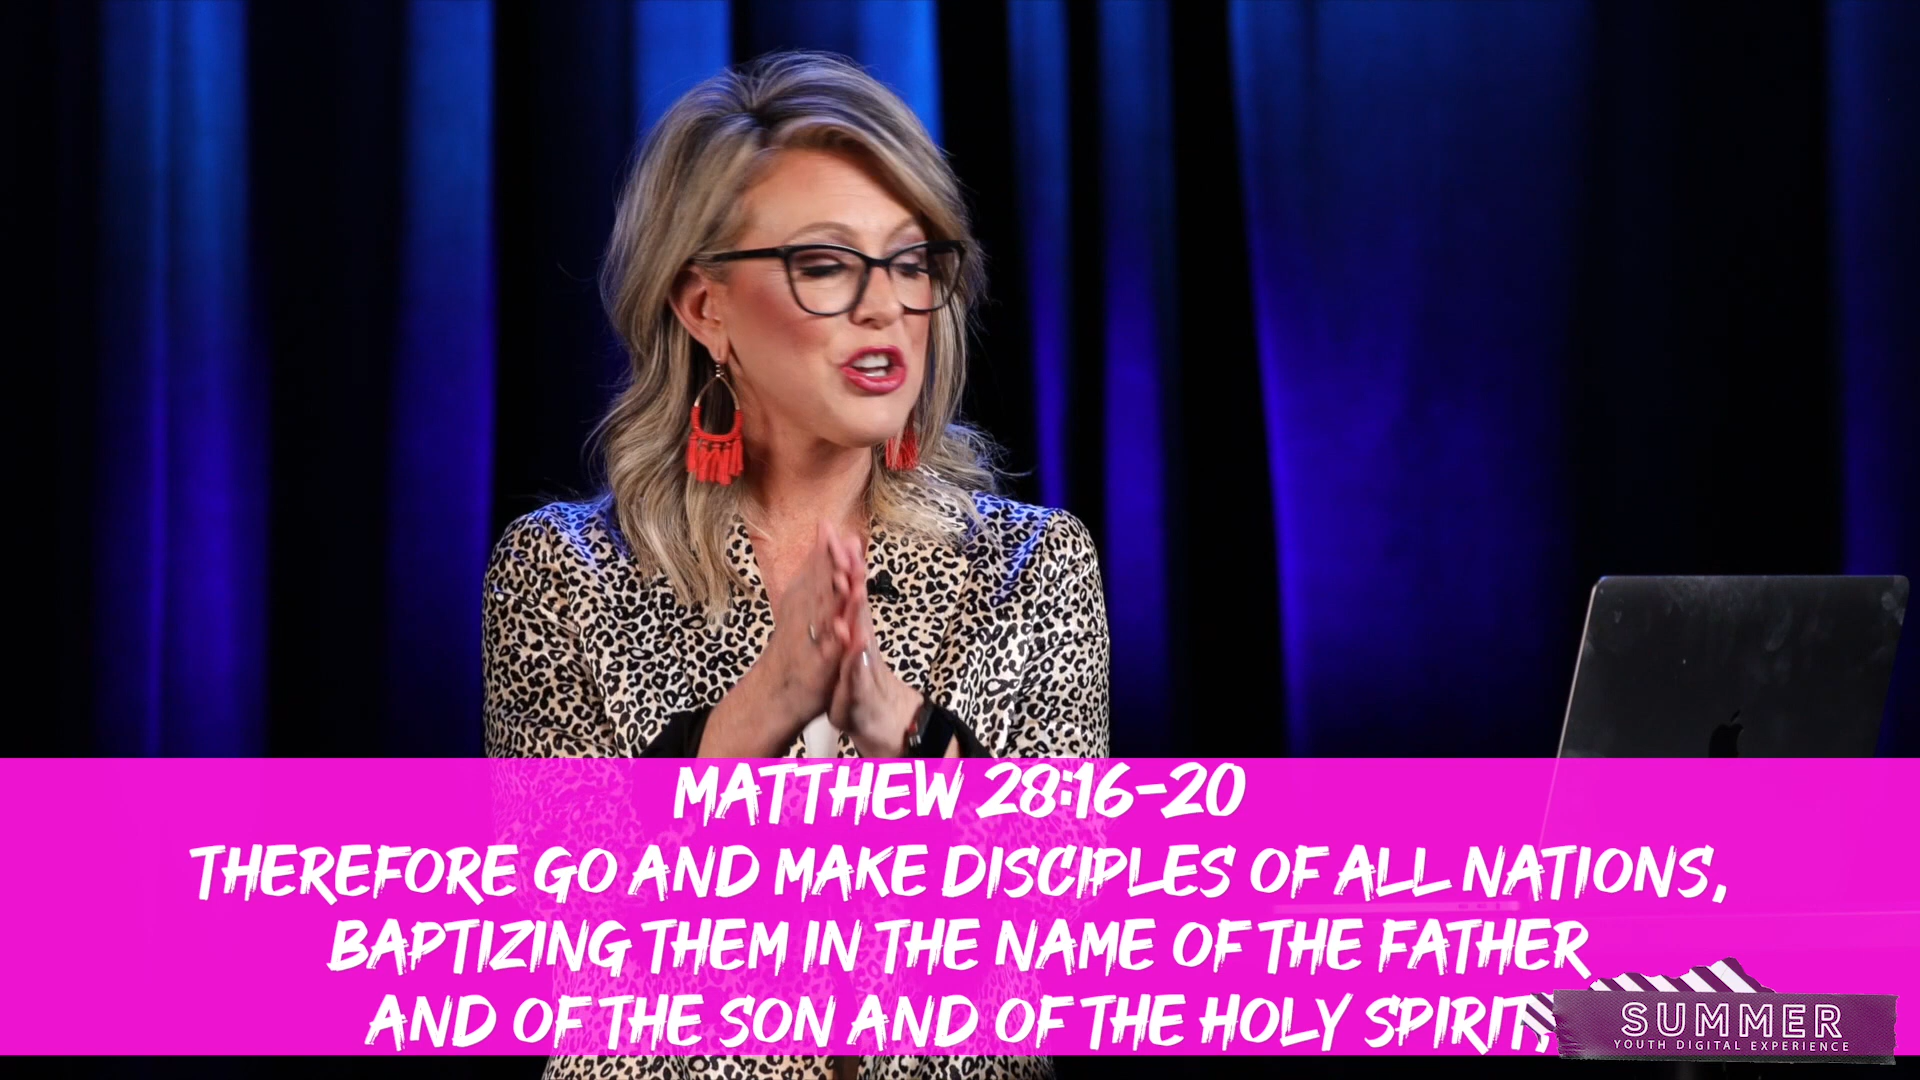 MATTHEW 28:16-20
THEREFORE GO AND MAKE DISCIPLES OF ALL NATIONS,
BAPTIZING THEM IN THE NAME OF THE FATHER
AND OF THE SON AND OF THE HOLY SPIRIT,
SUMMER
YOUTH DIGITAL EXPERIENCE